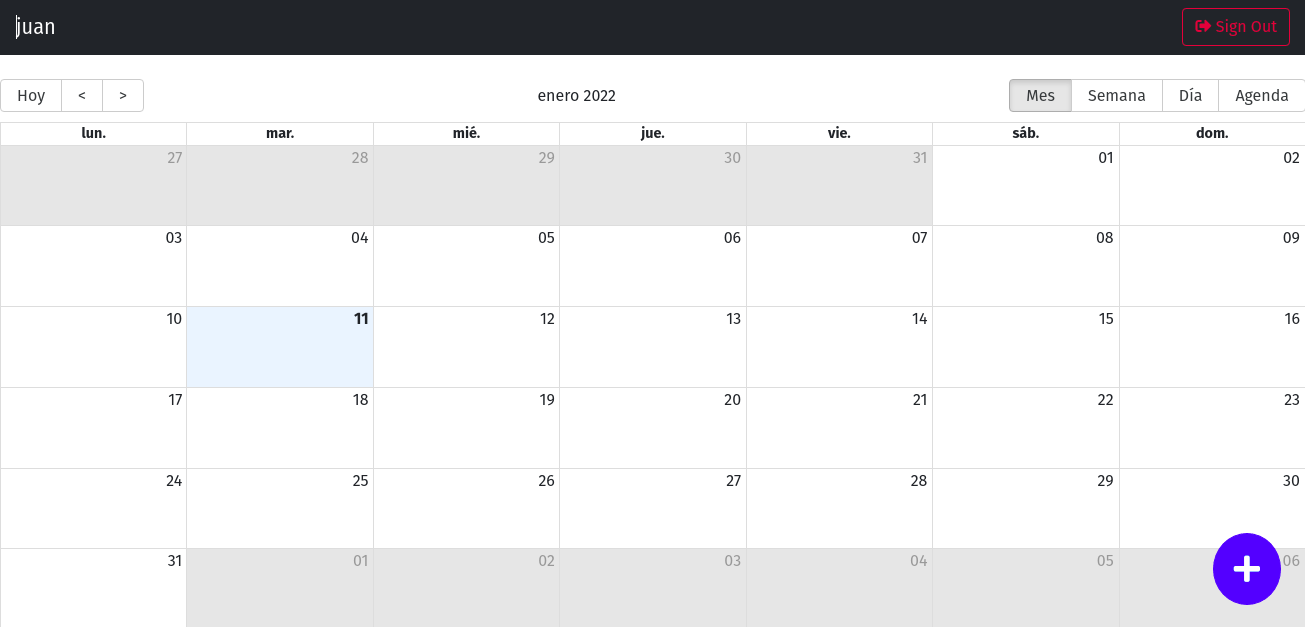 juan Sign Out
Hoy < > enero 2022 Mes Semana Día Agenda
lun. mar. mié. jue. vie. sáb. dom.
27 28 29 30 31 01 02
03 04 05 06 07 08 09
10 11 12 13 14 15 16
17 18 19 20 21 22 23
24 25 26 27 28 29 30
31 01 02 03 04 05 06